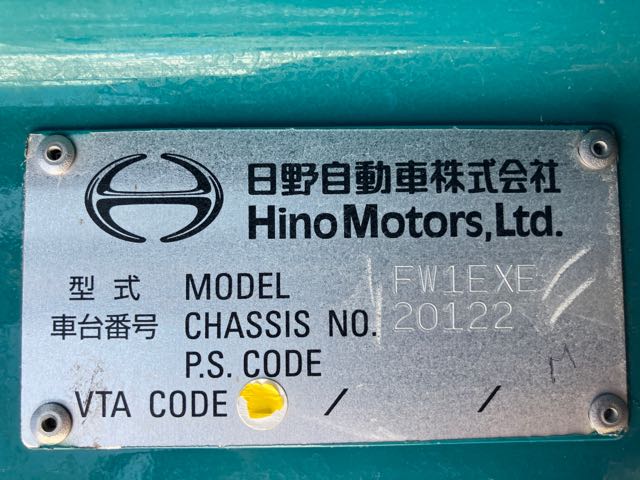 日野自動車株式会社
Hino Motors, Ltd.
型式 MODEL FW1EXE
車台番号 CHASSIS NO. 20122
P.S. CODE
VTA CODE / /
M